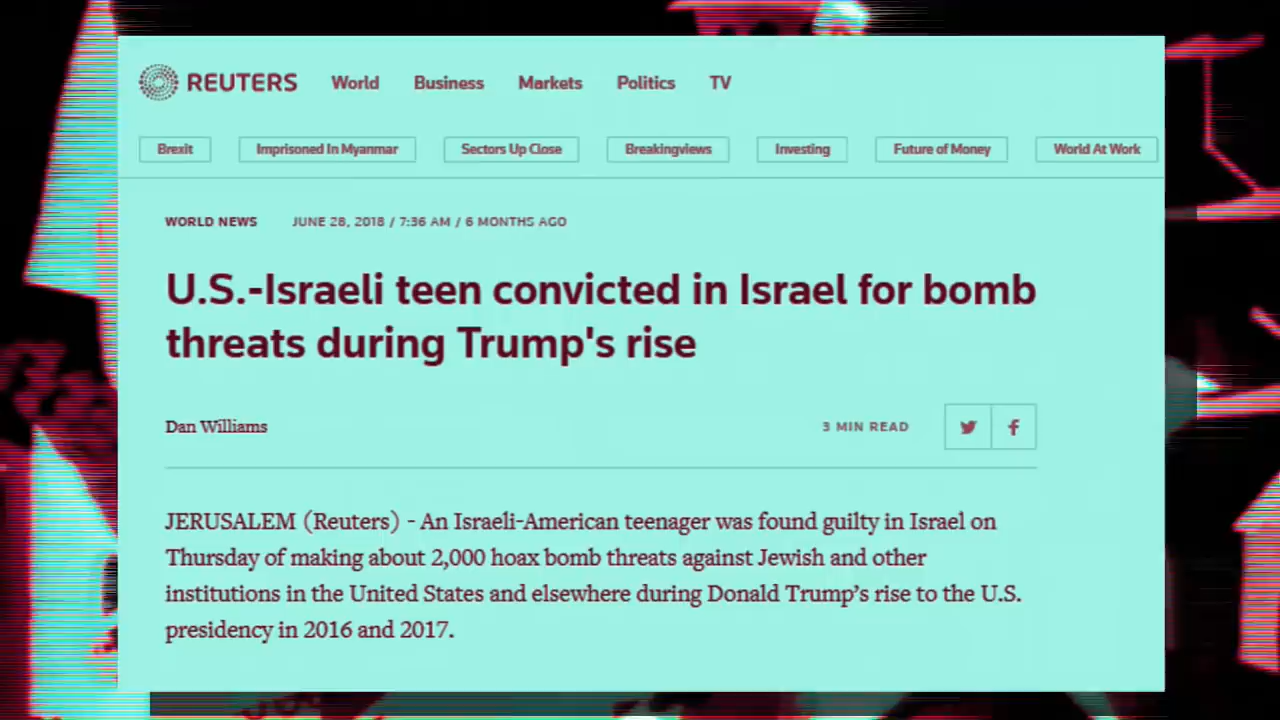 REUTERS World Business Markets Politics TV
Brexit Imprisoned In Myanmar Sectors Up Close Breakingviews Investing Future of Money World At Work
WORLD NEWS JUNE 28, 2018 / 7:36 AM / 6 MONTHS AGO
U.S.-Israeli teen convicted in Israel for bomb
threats during Trump's rise
Dan Williams 3 MIN READ
JERUSALEM (Reuters) - An Israeli-American teenager was found guilty in Israel on
Thursday of making about 2,000 hoax bomb threats against Jewish and other
institutions in the United States and elsewhere during Donald Trump’s rise to the U.S.
presidency in 2016 and 2017.